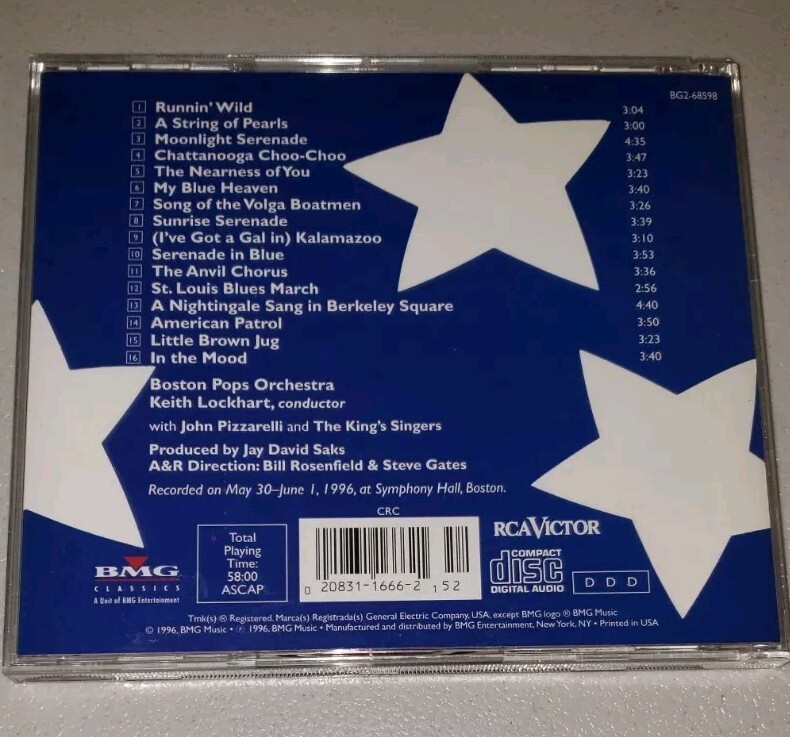 BG2-68598
1 Runnin' Wild 3:04
2 A String of Pearls 3:00
3 Moonlight Serenade 4:35
4 Chattanooga Choo-Choo 3:47
5 The Nearness of You 3:23
6 My Blue Heaven 3:40
7 Song of the Volga Boatmen 3:26
8 Sunrise Serenade 3:39
9 (I've Got a Gal in) Kalamazoo 3:10
10 Serenade in Blue 3:53
11 The Anvil Chorus 3:36
12 St. Louis Blues March 2:56
13 A Nightingale Sang in Berkeley Square 4:40
14 American Patrol 3:50
15 Little Brown Jug 3:23
16 In the Mood 3:40
Boston Pops Orchestra
Keith Lockhart, conductor
with John Pizzarelli and The King's Singers
Produced by Jay David Saks
A&R Direction: Bill Rosenfield & Steve Gates
Recorded on May 30–June 1, 1996, at Symphony Hall, Boston.
CRC
BMG
CLASSICS
A Unit of BMG Entertainment
Total
Playing
Time:
58:00
ASCAP
0 20831-1666-2 1 5 2
RCA VICTOR
COMPACT
disc
DIGITAL AUDIO
D D D
Tmk(s) ® Registered. Marca(s) Registrada(s) General Electric Company, USA, except BMG logo ® BMG Music
© 1996, BMG Music • ℗ 1996, BMG Music • Manufactured and distributed by BMG Entertainment, New York, NY • Printed in USA